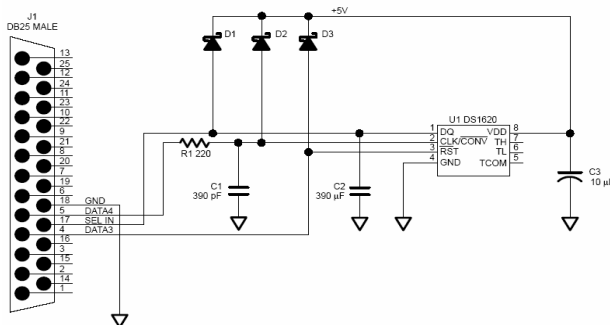 J1
DB25 MALE
13
25
12
24
11
23
10
22
9
21
8
20
7
19
6
18 GND
5 DATA4
17 SEL IN
4 DATA3
16
3
15
2
14
1
+5V
D1
D2
D3
R1 220
C1
390 pF
C2
390 µF
U1 DS1620
1 DQ VDD 8
2 CLK/CONV TH 7
3 RST TL 6
4 GND TCOM 5
C3
10 µ